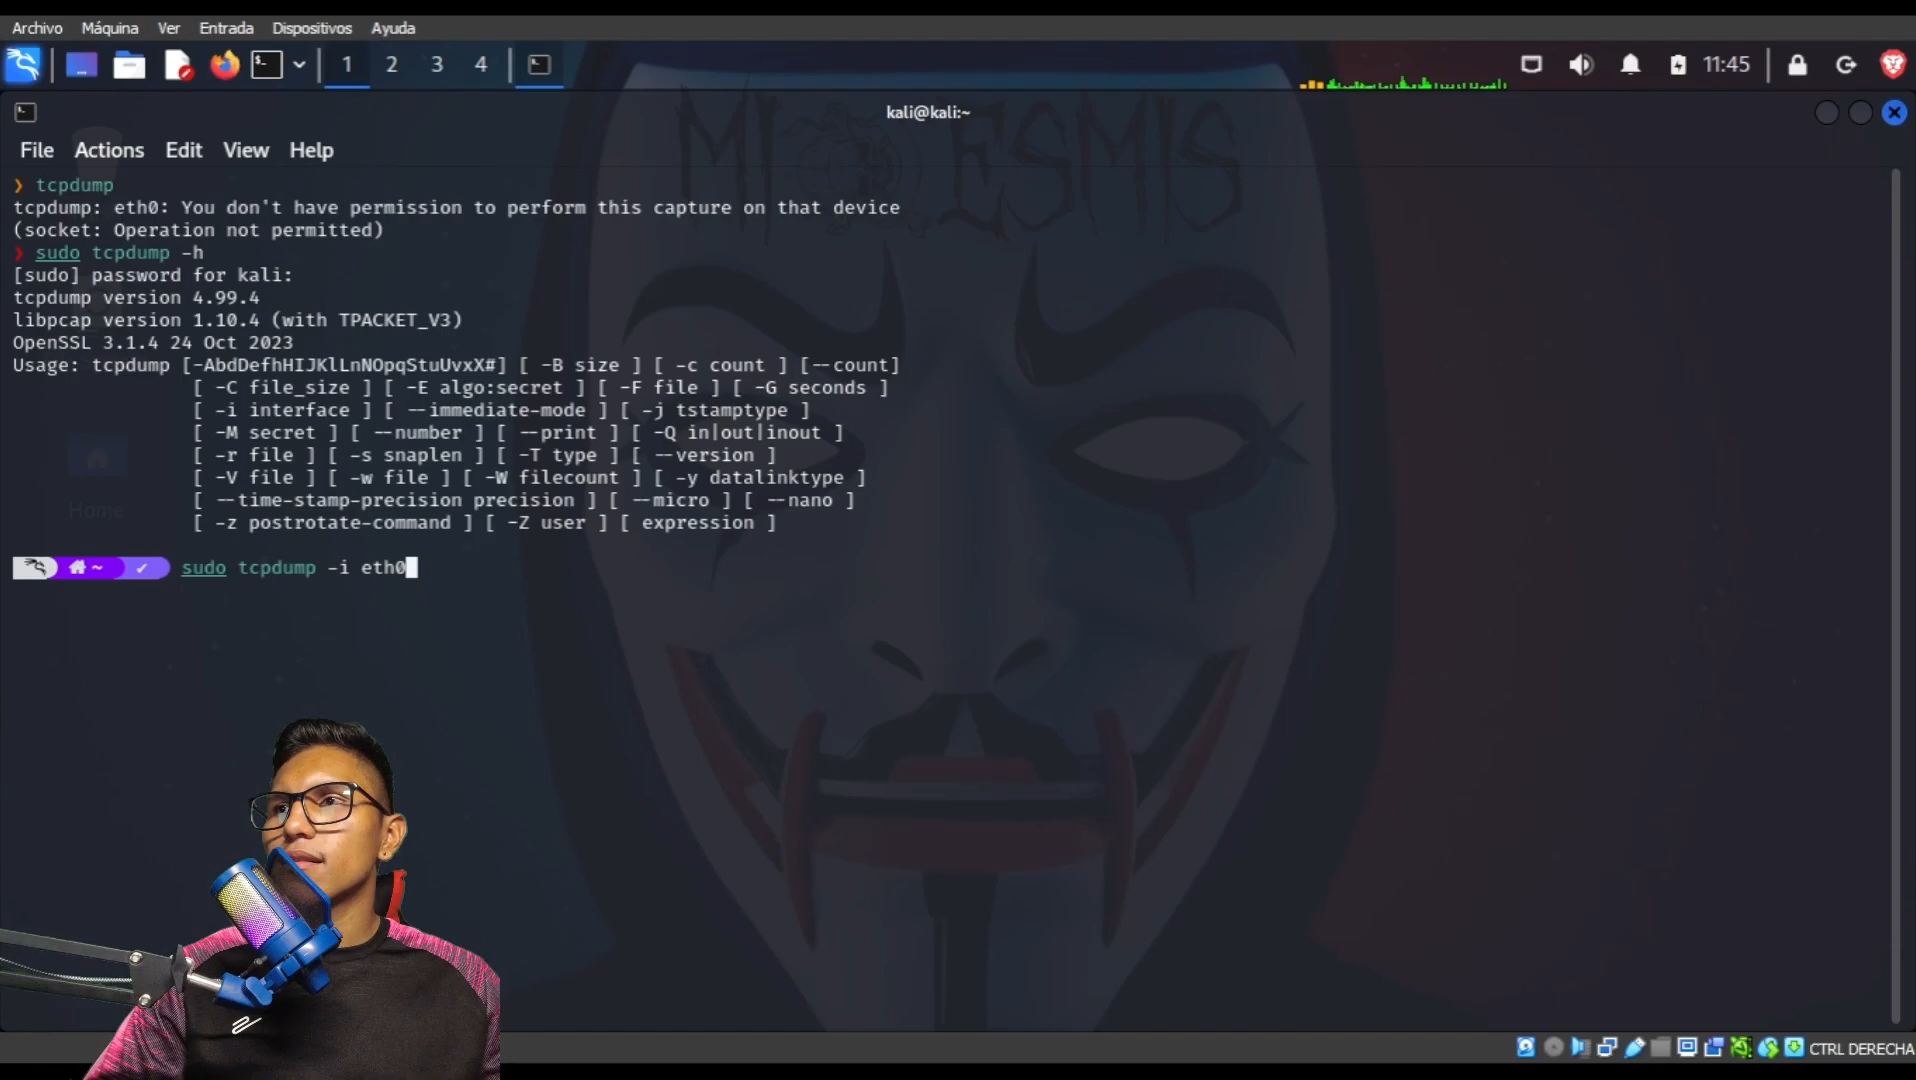 Archivo Máquina Ver Entrada Dispositivos Ayuda
1 2 3 4 11:45
kali@kali:~
File Actions Edit View Help
❯ tcpdump
tcpdump: eth0: You don't have permission to perform this capture on that device
(socket: Operation not permitted)
❯ sudo tcpdump -h
[sudo] password for kali:
tcpdump version 4.99.4
libpcap version 1.10.4 (with TPACKET_V3)
OpenSSL 3.1.4 24 Oct 2023
Usage: tcpdump [-AbdDefhHIJKlLnNOpqStuUvxX#] [ -B size ] [ -c count ] [--count]
[ -C file_size ] [ -E algo:secret ] [ -F file ] [ -G seconds ]
[ -i interface ] [ --immediate-mode ] [ -j tstamptype ]
[ -M secret ] [ --number ] [ --print ] [ -Q in|out|inout ]
[ -r file ] [ -s snaplen ] [ -T type ] [ --version ]
[ -V file ] [ -w file ] [ -W filecount ] [ -y datalinktype ]
[ --time-stamp-precision precision ] [ --micro ] [ --nano ]
[ -z postrotate-command ] [ -Z user ] [ expression ]
Home
~ ✓ sudo tcpdump -i eth0
CTRL DERECHA